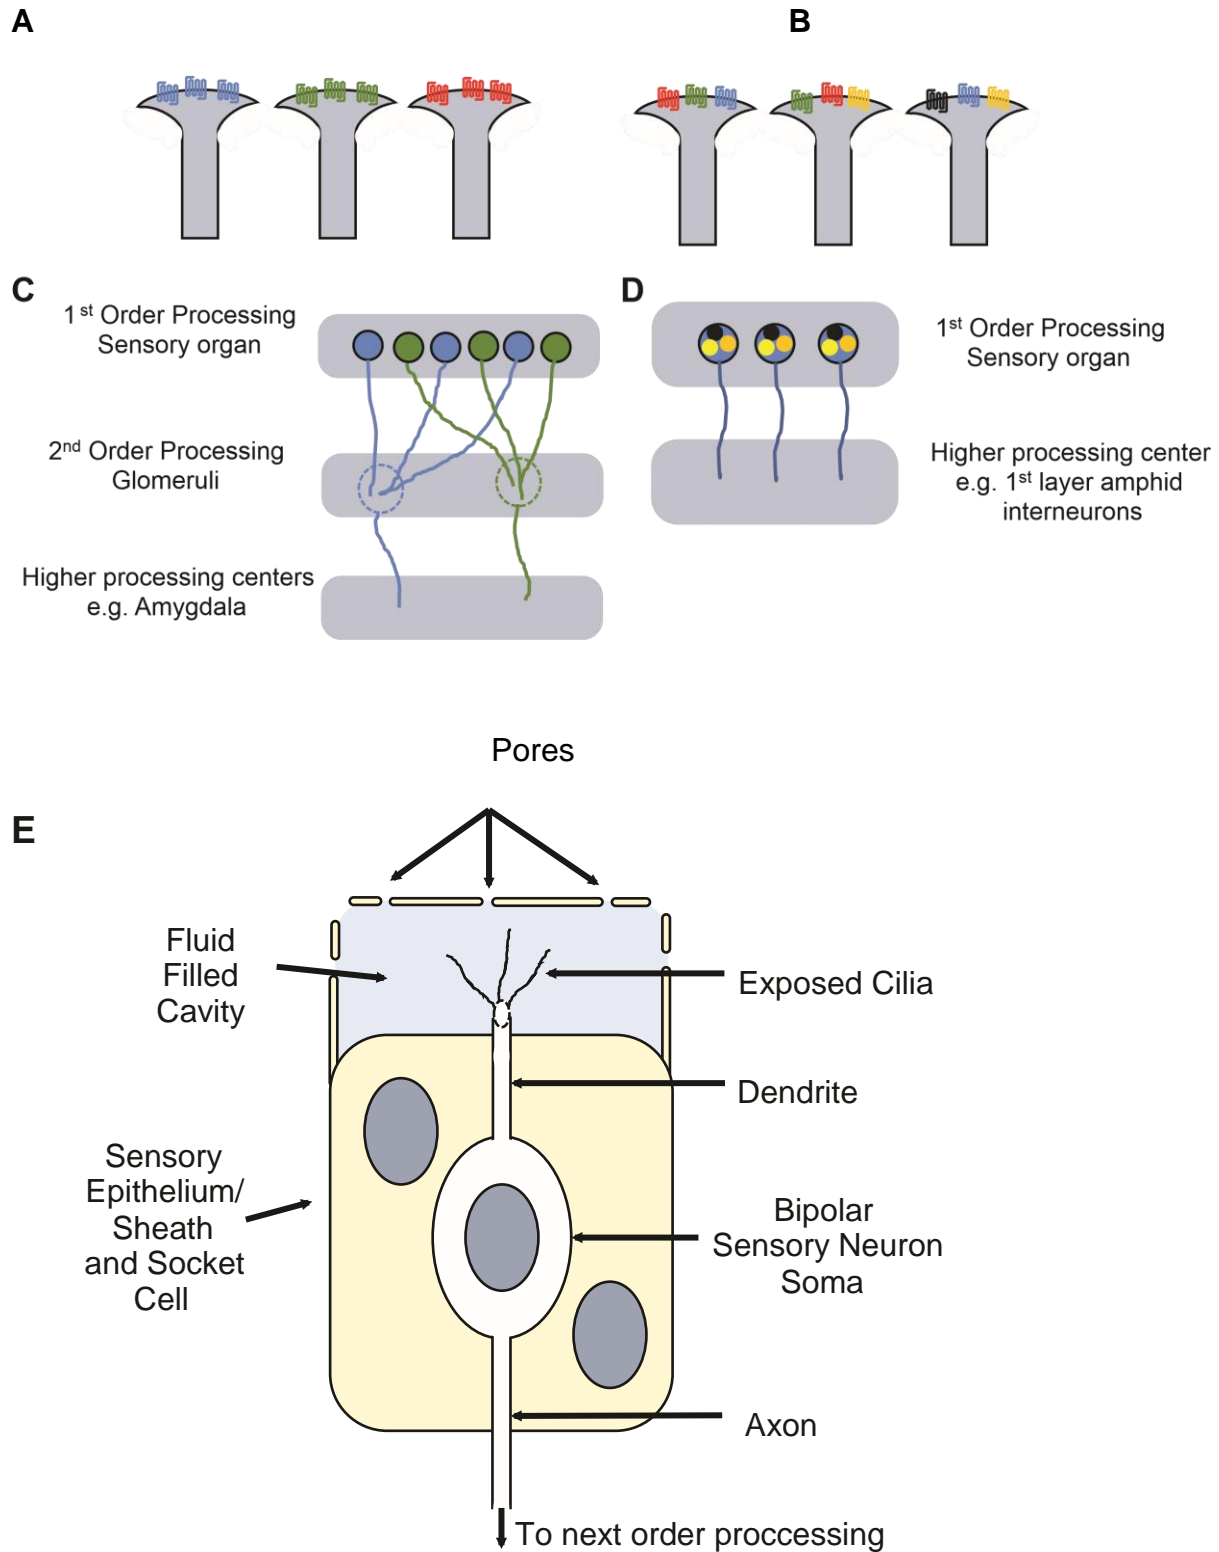 A
B
C
1st Order Processing
Sensory organ
2nd Order Processing
Glomeruli
Higher processing centers
e.g. Amygdala
D
1st Order Processing
Sensory organ
Higher processing center
e.g. 1st layer amphid
interneurons
E
Pores
Fluid
Filled
Cavity
Exposed Cilia
Dendrite
Sensory
Epithelium/
Sheath
and Socket
Cell
Bipolar
Sensory Neuron
Soma
Axon
To next order proccessing